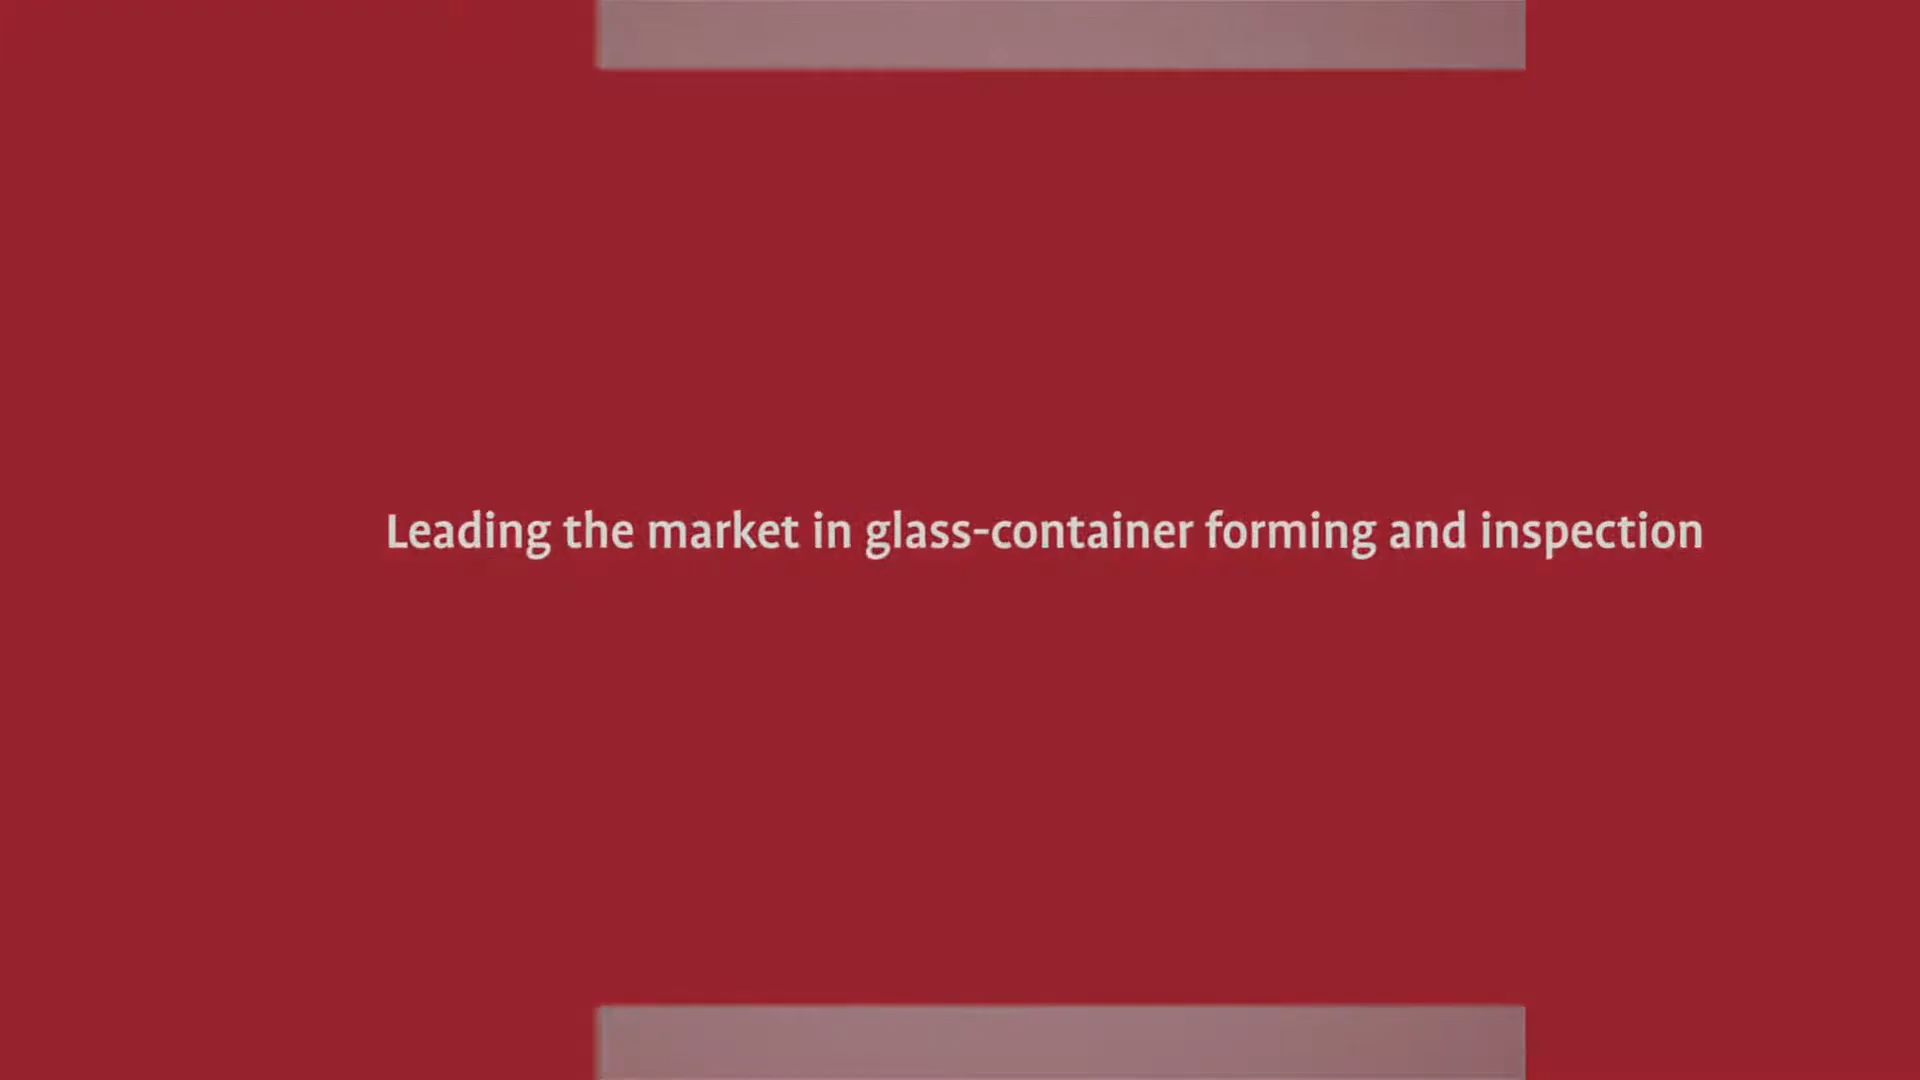 Leading the market in glass-container forming and inspection